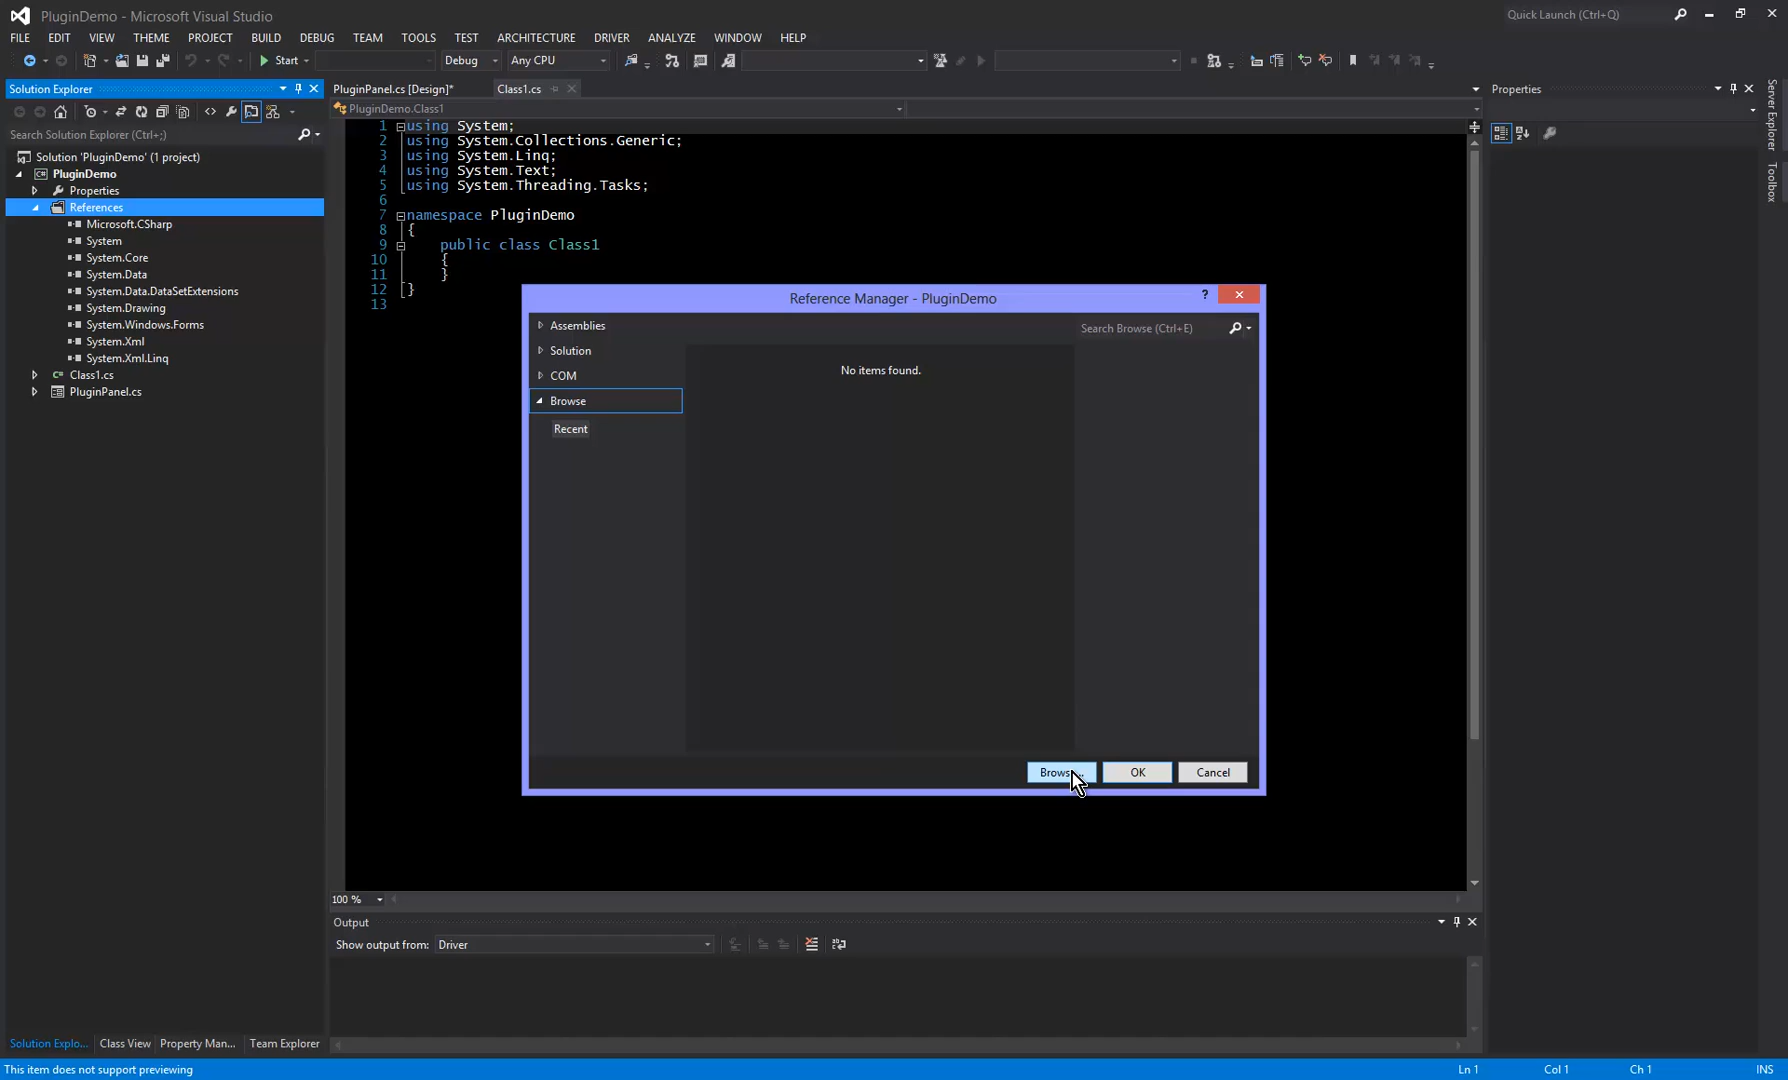 PluginDemo - Microsoft Visual Studio
Quick Launch (Ctrl+Q)
FILE EDIT VIEW THEME PROJECT BUILD DEBUG TEAM TOOLS TEST ARCHITECTURE DRIVER ANALYZE WINDOW HELP
Start Debug Any CPU
Solution Explorer
Search Solution Explorer (Ctrl+;)
Solution 'PluginDemo' (1 project)
PluginDemo
Properties
References
Microsoft.CSharp
System
System.Core
System.Data
System.Data.DataSetExtensions
System.Drawing
System.Windows.Forms
System.Xml
System.Xml.Linq
Class1.cs
PluginPanel.cs
Solution Explo... Class View Property Man... Team Explorer
PluginPanel.cs [Design]* Class1.cs
PluginDemo.Class1
1 using System;
2 using System.Collections.Generic;
3 using System.Linq;
4 using System.Text;
5 using System.Threading.Tasks;
6
7 namespace PluginDemo
8 {
9 public class Class1
10 {
11 }
12 }
13
Reference Manager - PluginDemo
?
Assemblies
Solution
COM
Browse
Recent
Search Browse (Ctrl+E)
No items found.
OK Cancel
100 %
Output
Show output from: Driver
Properties
Server Explorer
Toolbox
This item does not support previewing
Ln 1 Col 1 Ch 1 INS